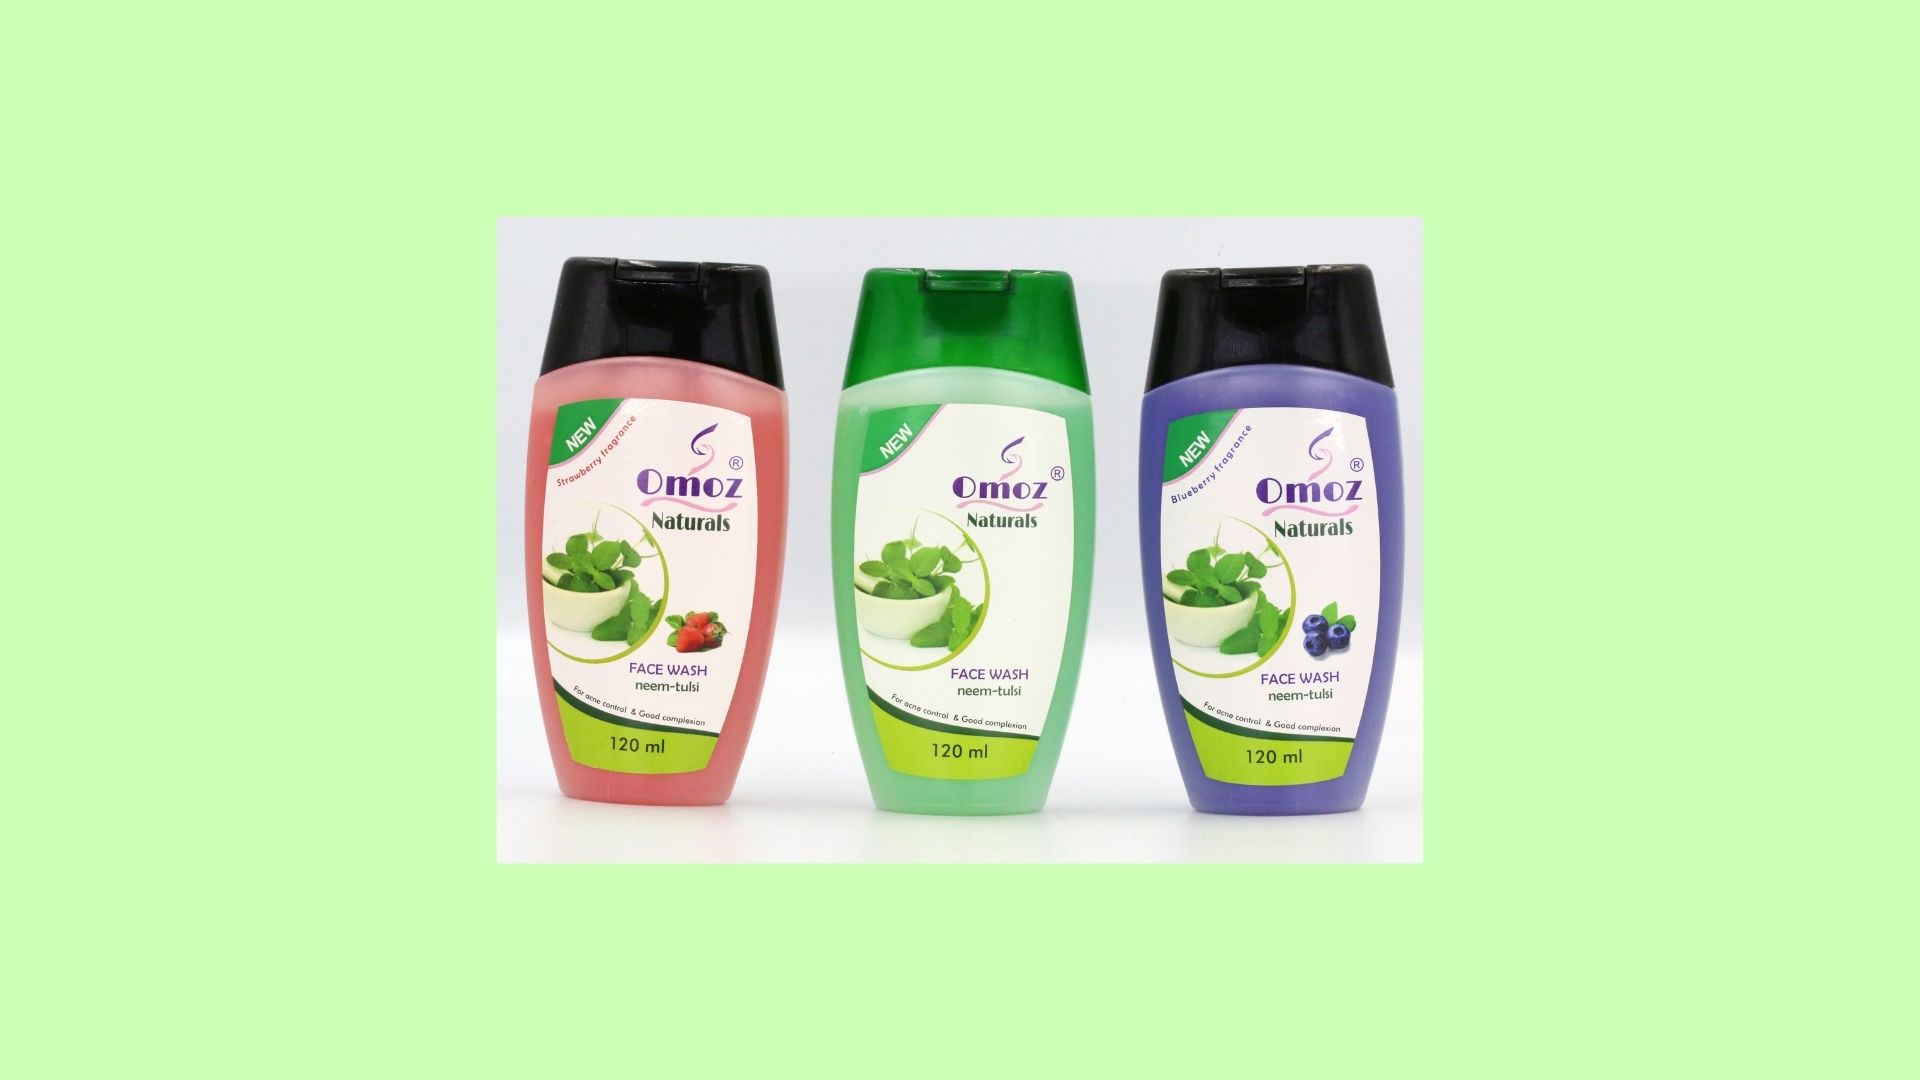 NEW
Strawberry fragrance
Omoz ®
Naturals
FACE WASH
neem-tulsi
For acne control & Good complexion
120 ml
NEW
Omoz ®
Naturals
FACE WASH
neem-tulsi
For acne control & Good complexion
120 ml
NEW
Blueberry fragrance
Omoz ®
Naturals
FACE WASH
neem-tulsi
For acne control & Good complexion
120 ml